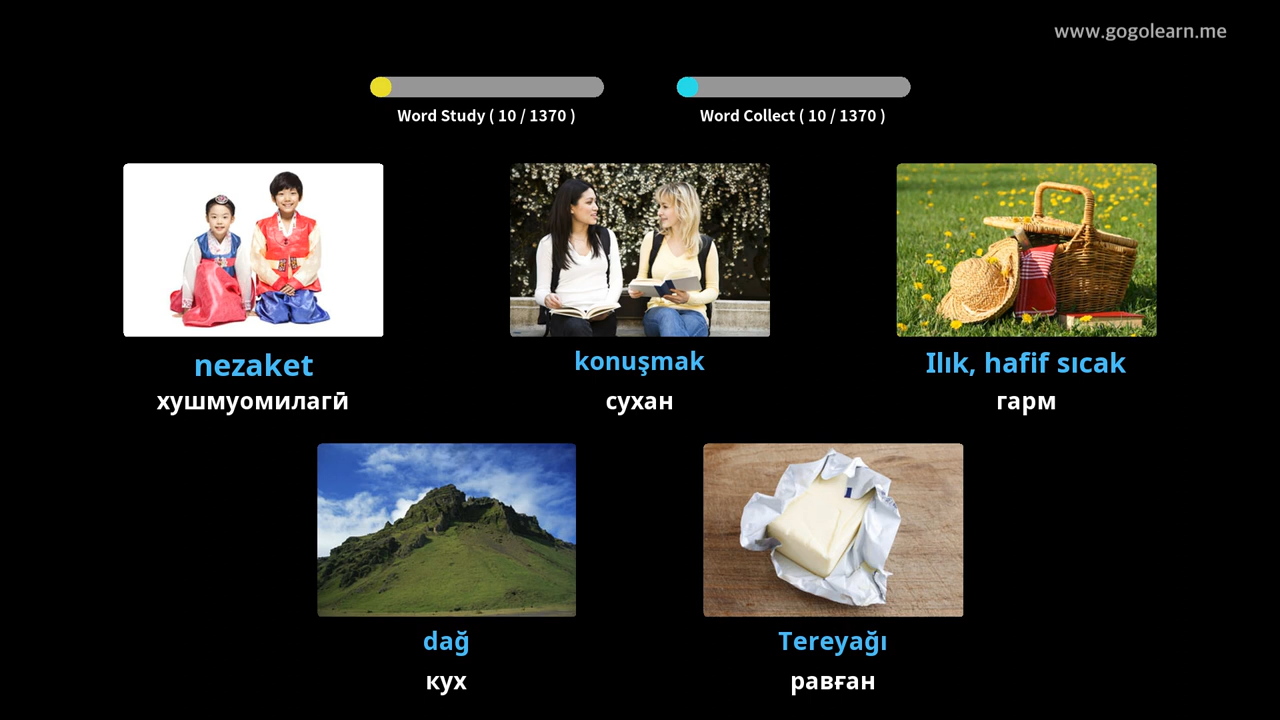 www.gogolearn.me
Word Study ( 10 / 1370 )
Word Collect ( 10 / 1370 )
nezaket
хушмуомилагӣ
konuşmak
сухан
Ilık, hafif sıcak
гарм
dağ
кух
Tereyağı
равған